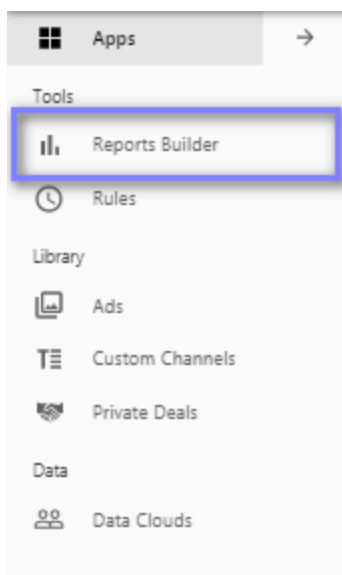 Apps
Tools
Reports Builder
Rules
Library
Ads
Custom Channels
Private Deals
Data
Data Clouds